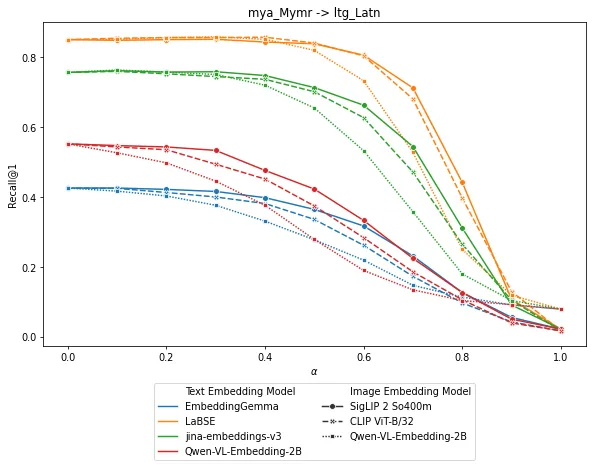 mya_Mymr -> ltg_Latn
Recall@1
0.8
0.6
0.4
0.2
0.0
0.0 0.2 0.4 0.6 0.8 1.0
α
Text Embedding Model Image Embedding Model
EmbeddingGemma SigLIP 2 So400m
LaBSE CLIP ViT-B/32
jina-embeddings-v3 Qwen-VL-Embedding-2B
Qwen-VL-Embedding-2B